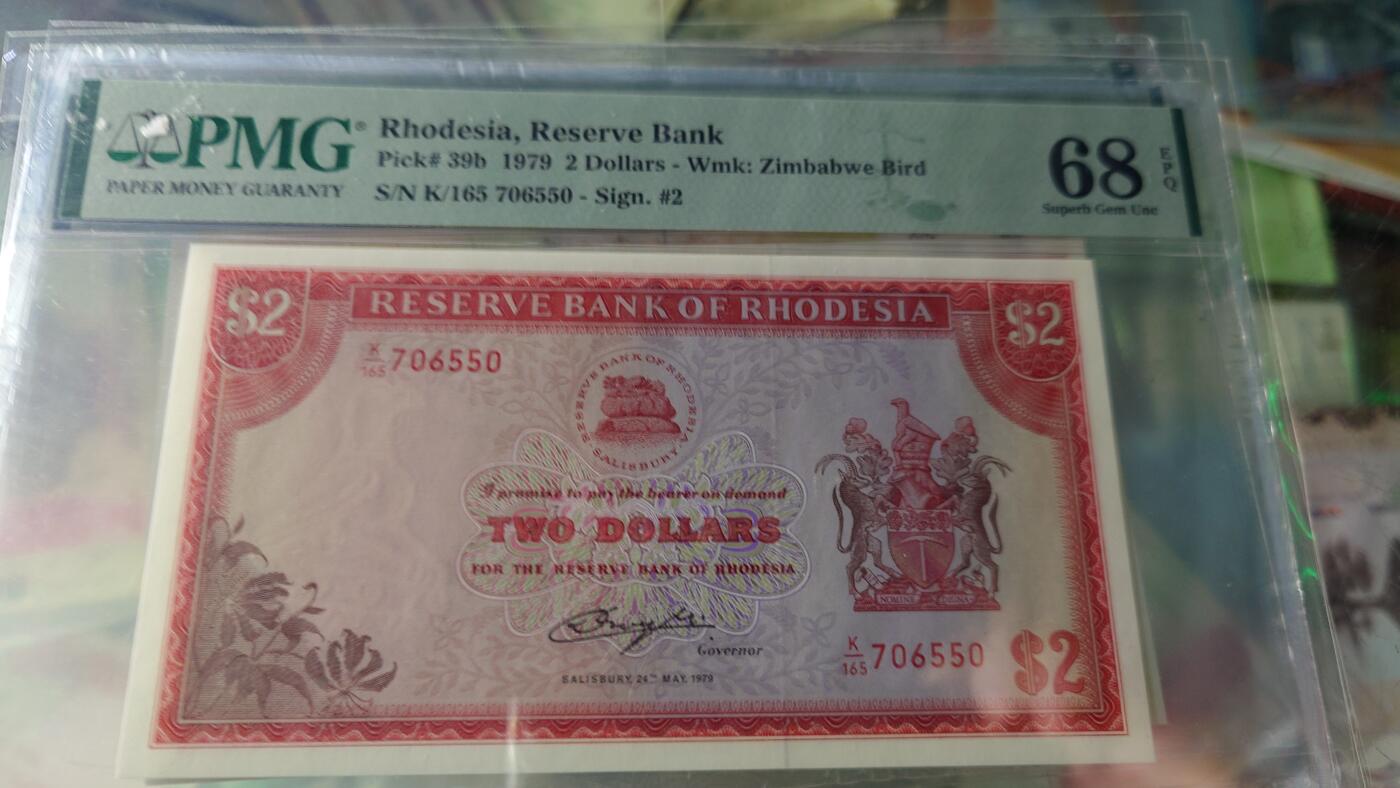 PMG®
PAPER MONEY GUARANTY
Rhodesia, Reserve Bank
Pick# 39b 1979 2 Dollars - Wmk: Zimbabwe Bird
S/N K/165 706550 - Sign. #2
68
EPQ
Superb Gem Unc
$2
RESERVE BANK OF RHODESIA
$2
K/165 706550
RESERVE BANK OF RHODESIA
SALISBURY
I promise to pay the bearer on demand
TWO DOLLARS
FOR THE RESERVE BANK OF RHODESIA
Governor
SALISBURY, 24TH MAY, 1979
K/165 706550
$2